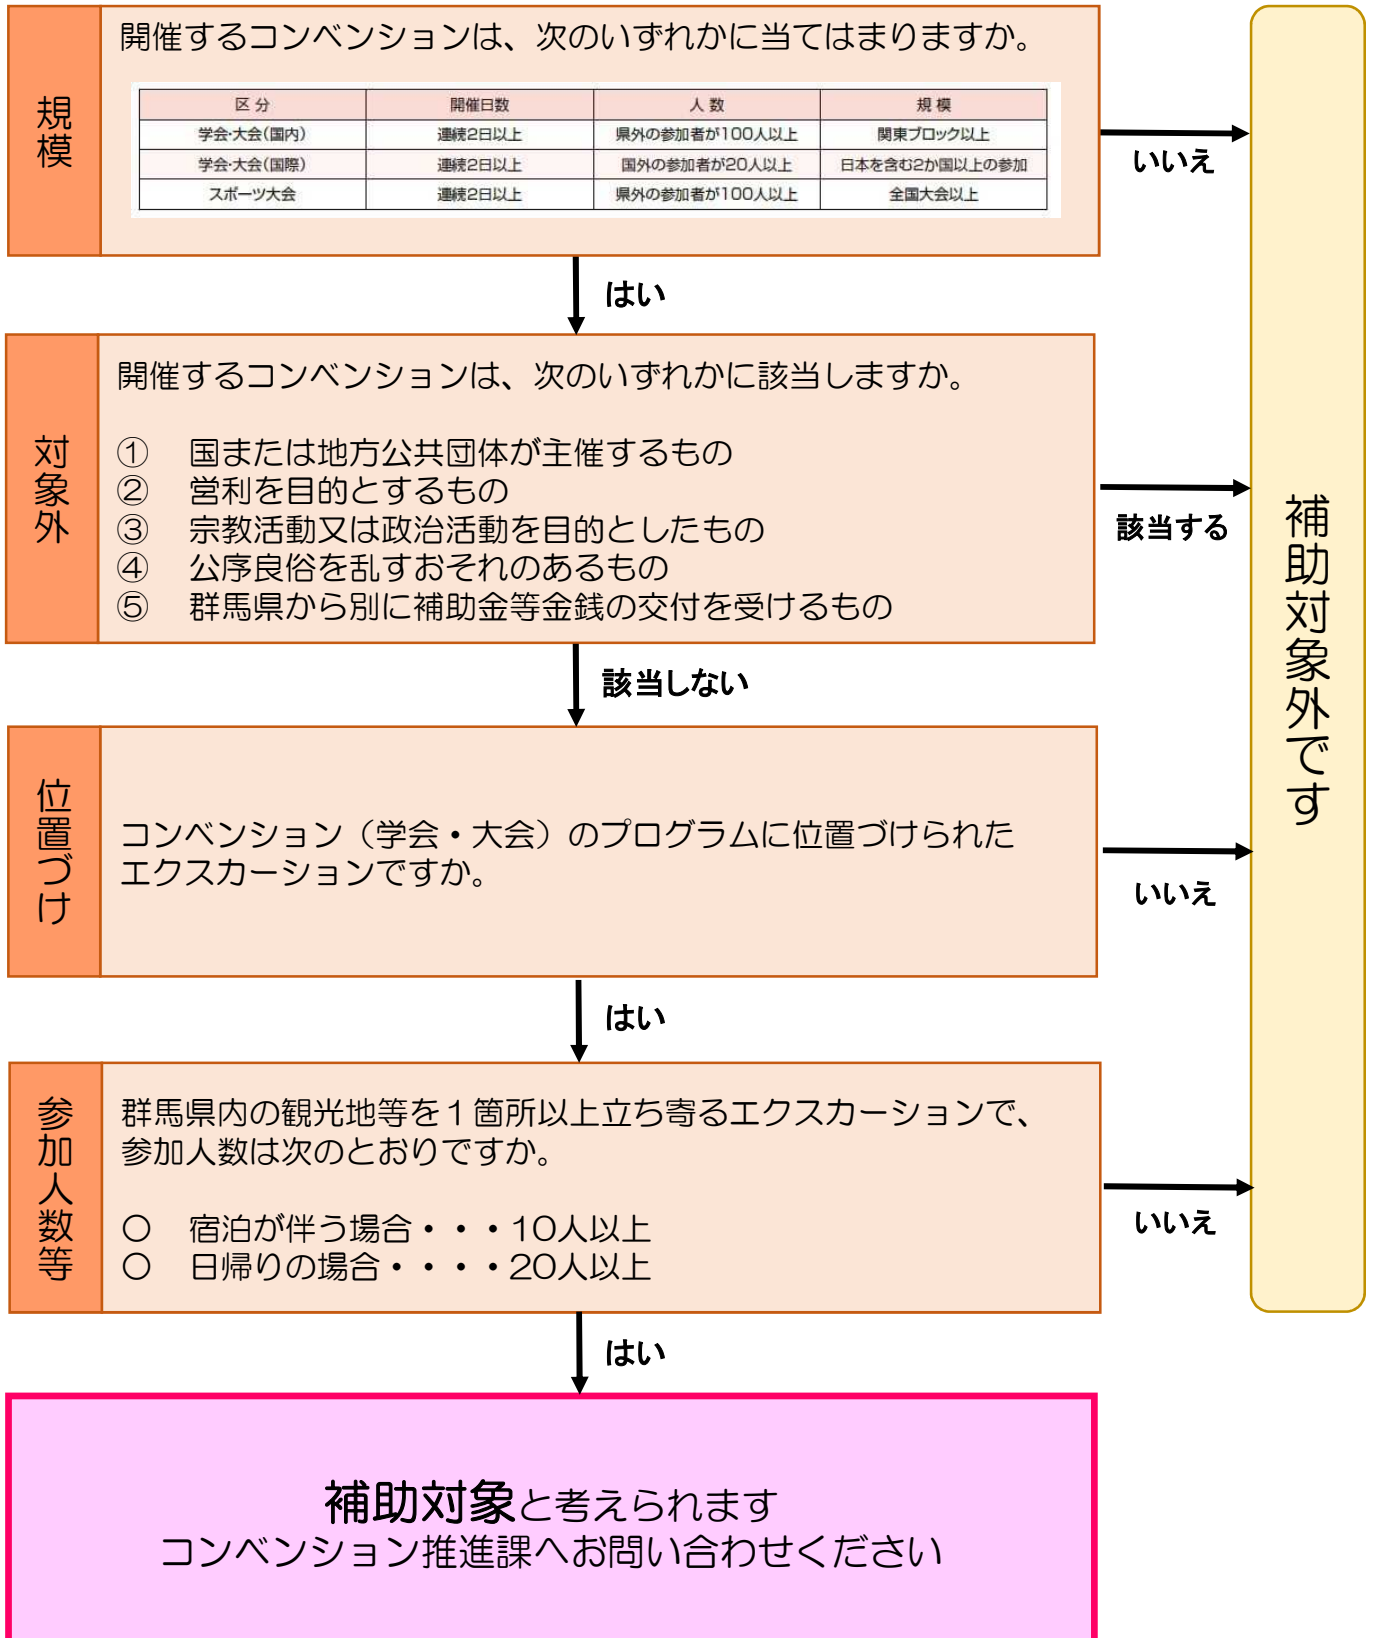 規模
開催するコンベンションは、次のいずれかに当てはまりますか。
区 分 開催日数 人 数 規 模
学会・大会(国内) 連続2日以上 県外の参加者が100人以上 関東ブロック以上
学会・大会(国際) 連続2日以上 国外の参加者が20人以上 日本を含む2か国以上の参加
スポーツ大会 連続2日以上 県外の参加者が100人以上 全国大会以上
いいえ
はい
対象外
開催するコンベンションは、次のいずれかに該当しますか。
① 国または地方公共団体が主催するもの
② 営利を目的とするもの
③ 宗教活動又は政治活動を目的としたもの
④ 公序良俗を乱すおそれのあるもの
⑤ 群馬県から別に補助金等金銭の交付を受けるもの
該当する
該当しない
位置づけ
コンベンション（学会・大会）のプログラムに位置づけられた
エクスカーションですか。
いいえ
はい
参加人数等
群馬県内の観光地等を１箇所以上立ち寄るエクスカーションで、
参加人数は次のとおりですか。
○ 宿泊が伴う場合・・・10人以上
○ 日帰りの場合・・・・20人以上
いいえ
はい
補助対象外です
補助対象と考えられます
コンベンション推進課へお問い合わせください